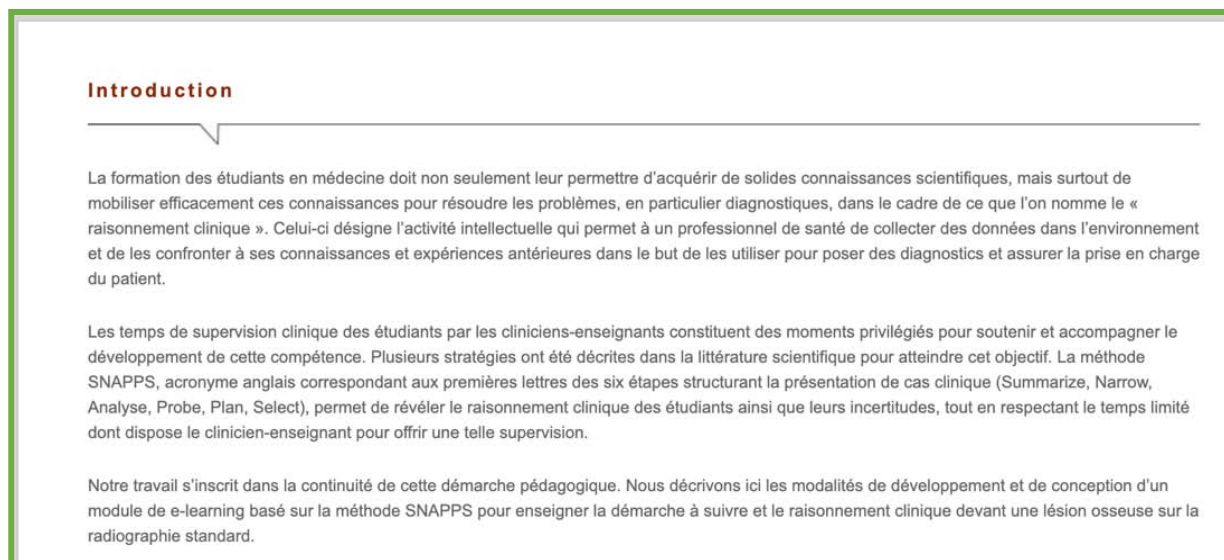 Introduction
La formation des étudiants en médecine doit non seulement leur permettre d’acquérir de solides connaissances scientifiques, mais surtout de
mobiliser efficacement ces connaissances pour résoudre les problèmes, en particulier diagnostiques, dans le cadre de ce que l’on nomme le «
raisonnement clinique ». Celui-ci désigne l’activité intellectuelle qui permet à un professionnel de santé de collecter des données dans l’environnement
et de les confronter à ses connaissances et expériences antérieures dans le but de les utiliser pour poser des diagnostics et assurer la prise en charge
du patient.
Les temps de supervision clinique des étudiants par les cliniciens-enseignants constituent des moments privilégiés pour soutenir et accompagner le
développement de cette compétence. Plusieurs stratégies ont été décrites dans la littérature scientifique pour atteindre cet objectif. La méthode
SNAPPS, acronyme anglais correspondant aux premières lettres des six étapes structurant la présentation de cas clinique (Summarize, Narrow,
Analyse, Probe, Plan, Select), permet de révéler le raisonnement clinique des étudiants ainsi que leurs incertitudes, tout en respectant le temps limité
dont dispose le clinicien-enseignant pour offrir une telle supervision.
Notre travail s’inscrit dans la continuité de cette démarche pédagogique. Nous décrivons ici les modalités de développement et de conception d’un
module de e-learning basé sur la méthode SNAPPS pour enseigner la démarche à suivre et le raisonnement clinique devant une lésion osseuse sur la
radiographie standard.